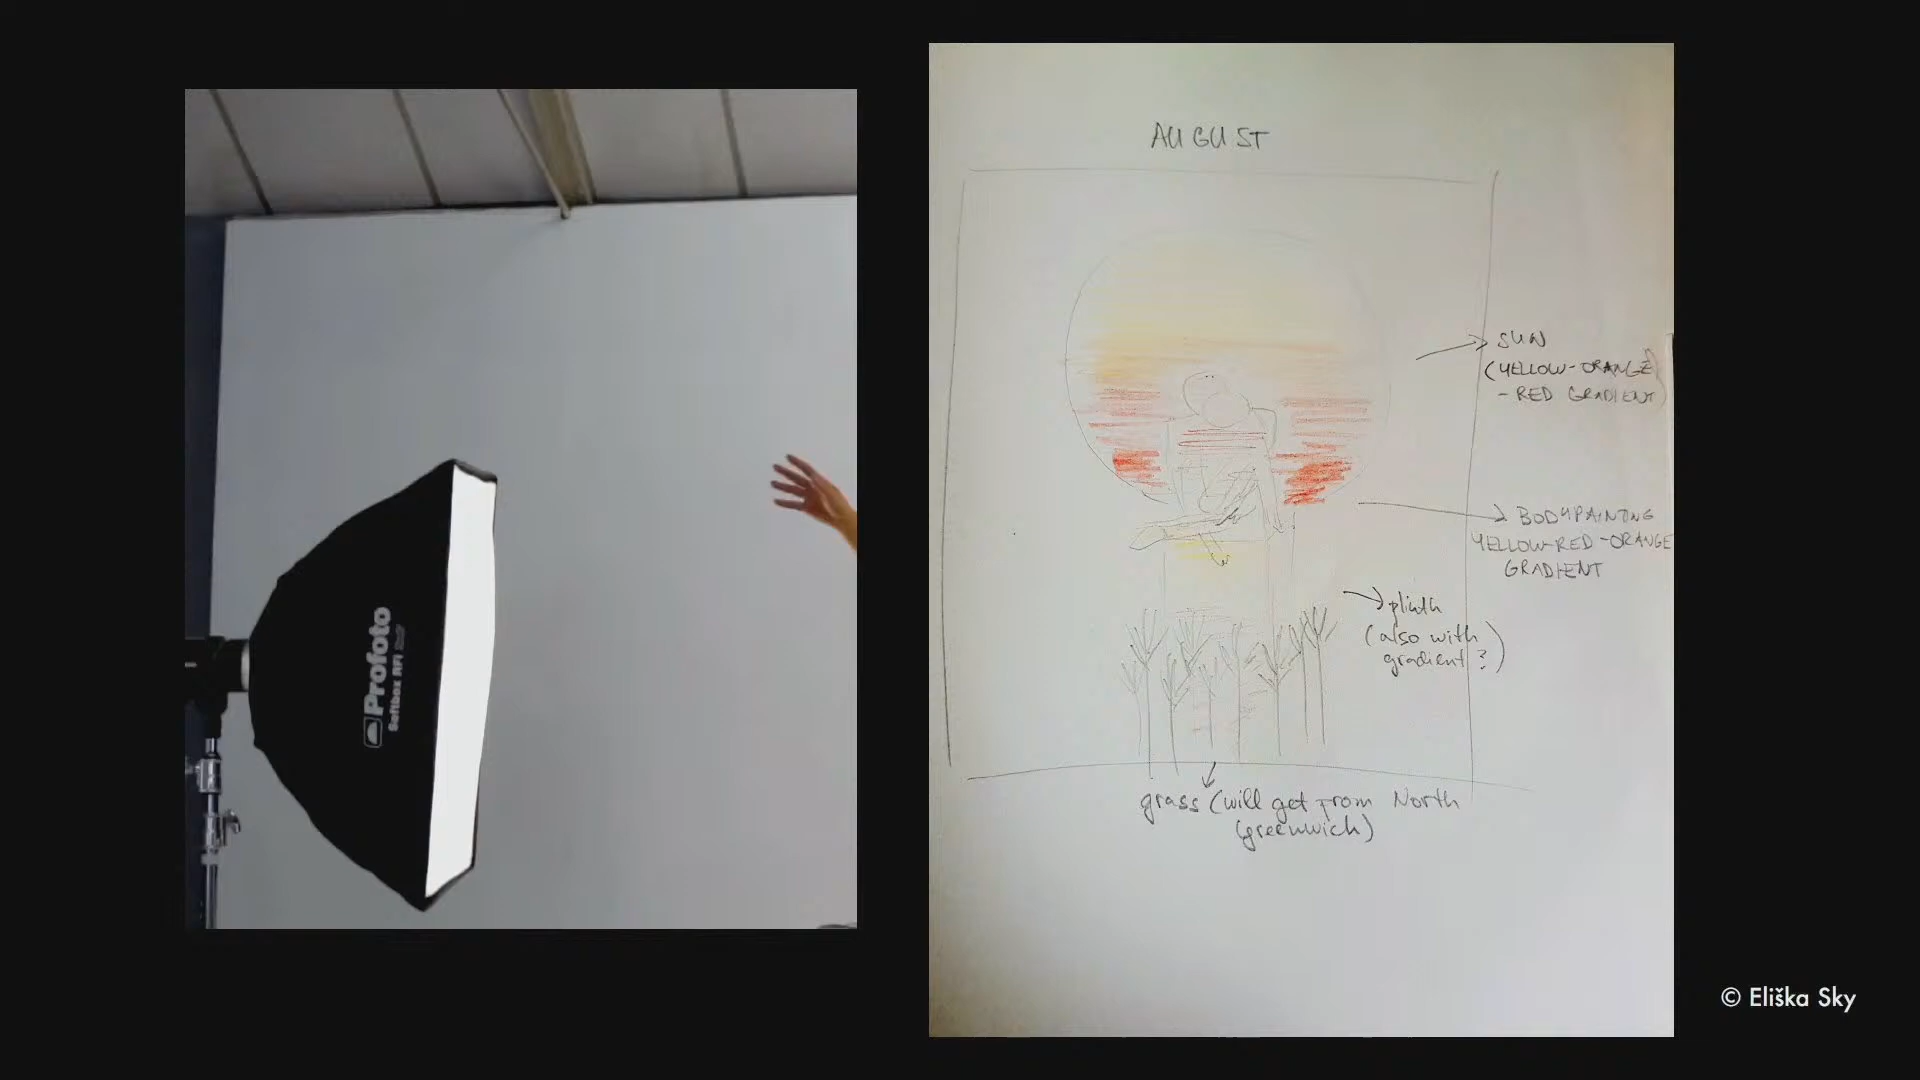 Profoto
Softbox RFi
AUGUST
SUN
(YELLOW-ORANGE
- RED GRADIENT)
BODYPAINTING
YELLOW-RED-ORANGE
GRADIENT
plinth
(also with
gradient?)
grass (will get from North
Greenwich)
© Eliška Sky